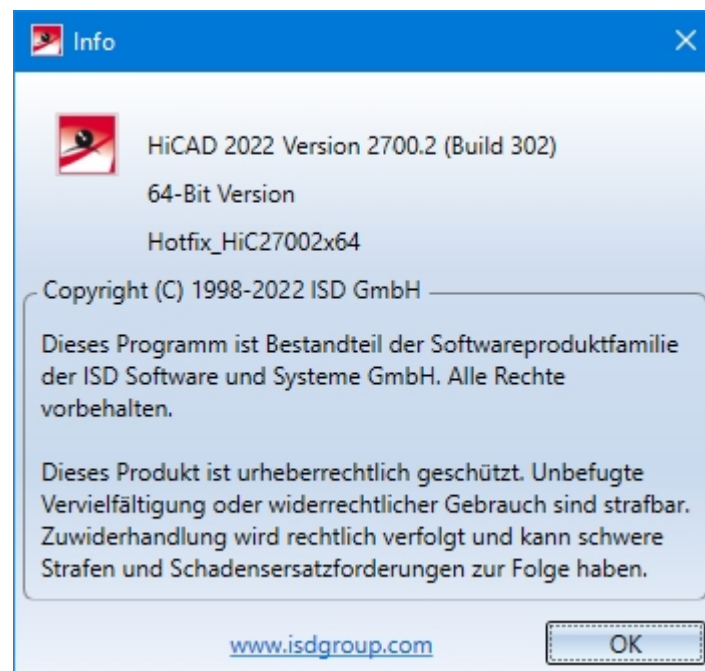 Info
HiCAD 2022 Version 2700.2 (Build 302)
64-Bit Version
Hotfix_HiC27002x64
Copyright (C) 1998-2022 ISD GmbH
Dieses Programm ist Bestandteil der Softwareproduktfamilie
der ISD Software und Systeme GmbH. Alle Rechte
vorbehalten.
Dieses Produkt ist urheberrechtlich geschützt. Unbefugte
Vervielfältigung oder widerrechtlicher Gebrauch sind strafbar.
Zuwiderhandlung wird rechtlich verfolgt und kann schwere
Strafen und Schadensersatzforderungen zur Folge haben.
www.isdgroup.com
OK